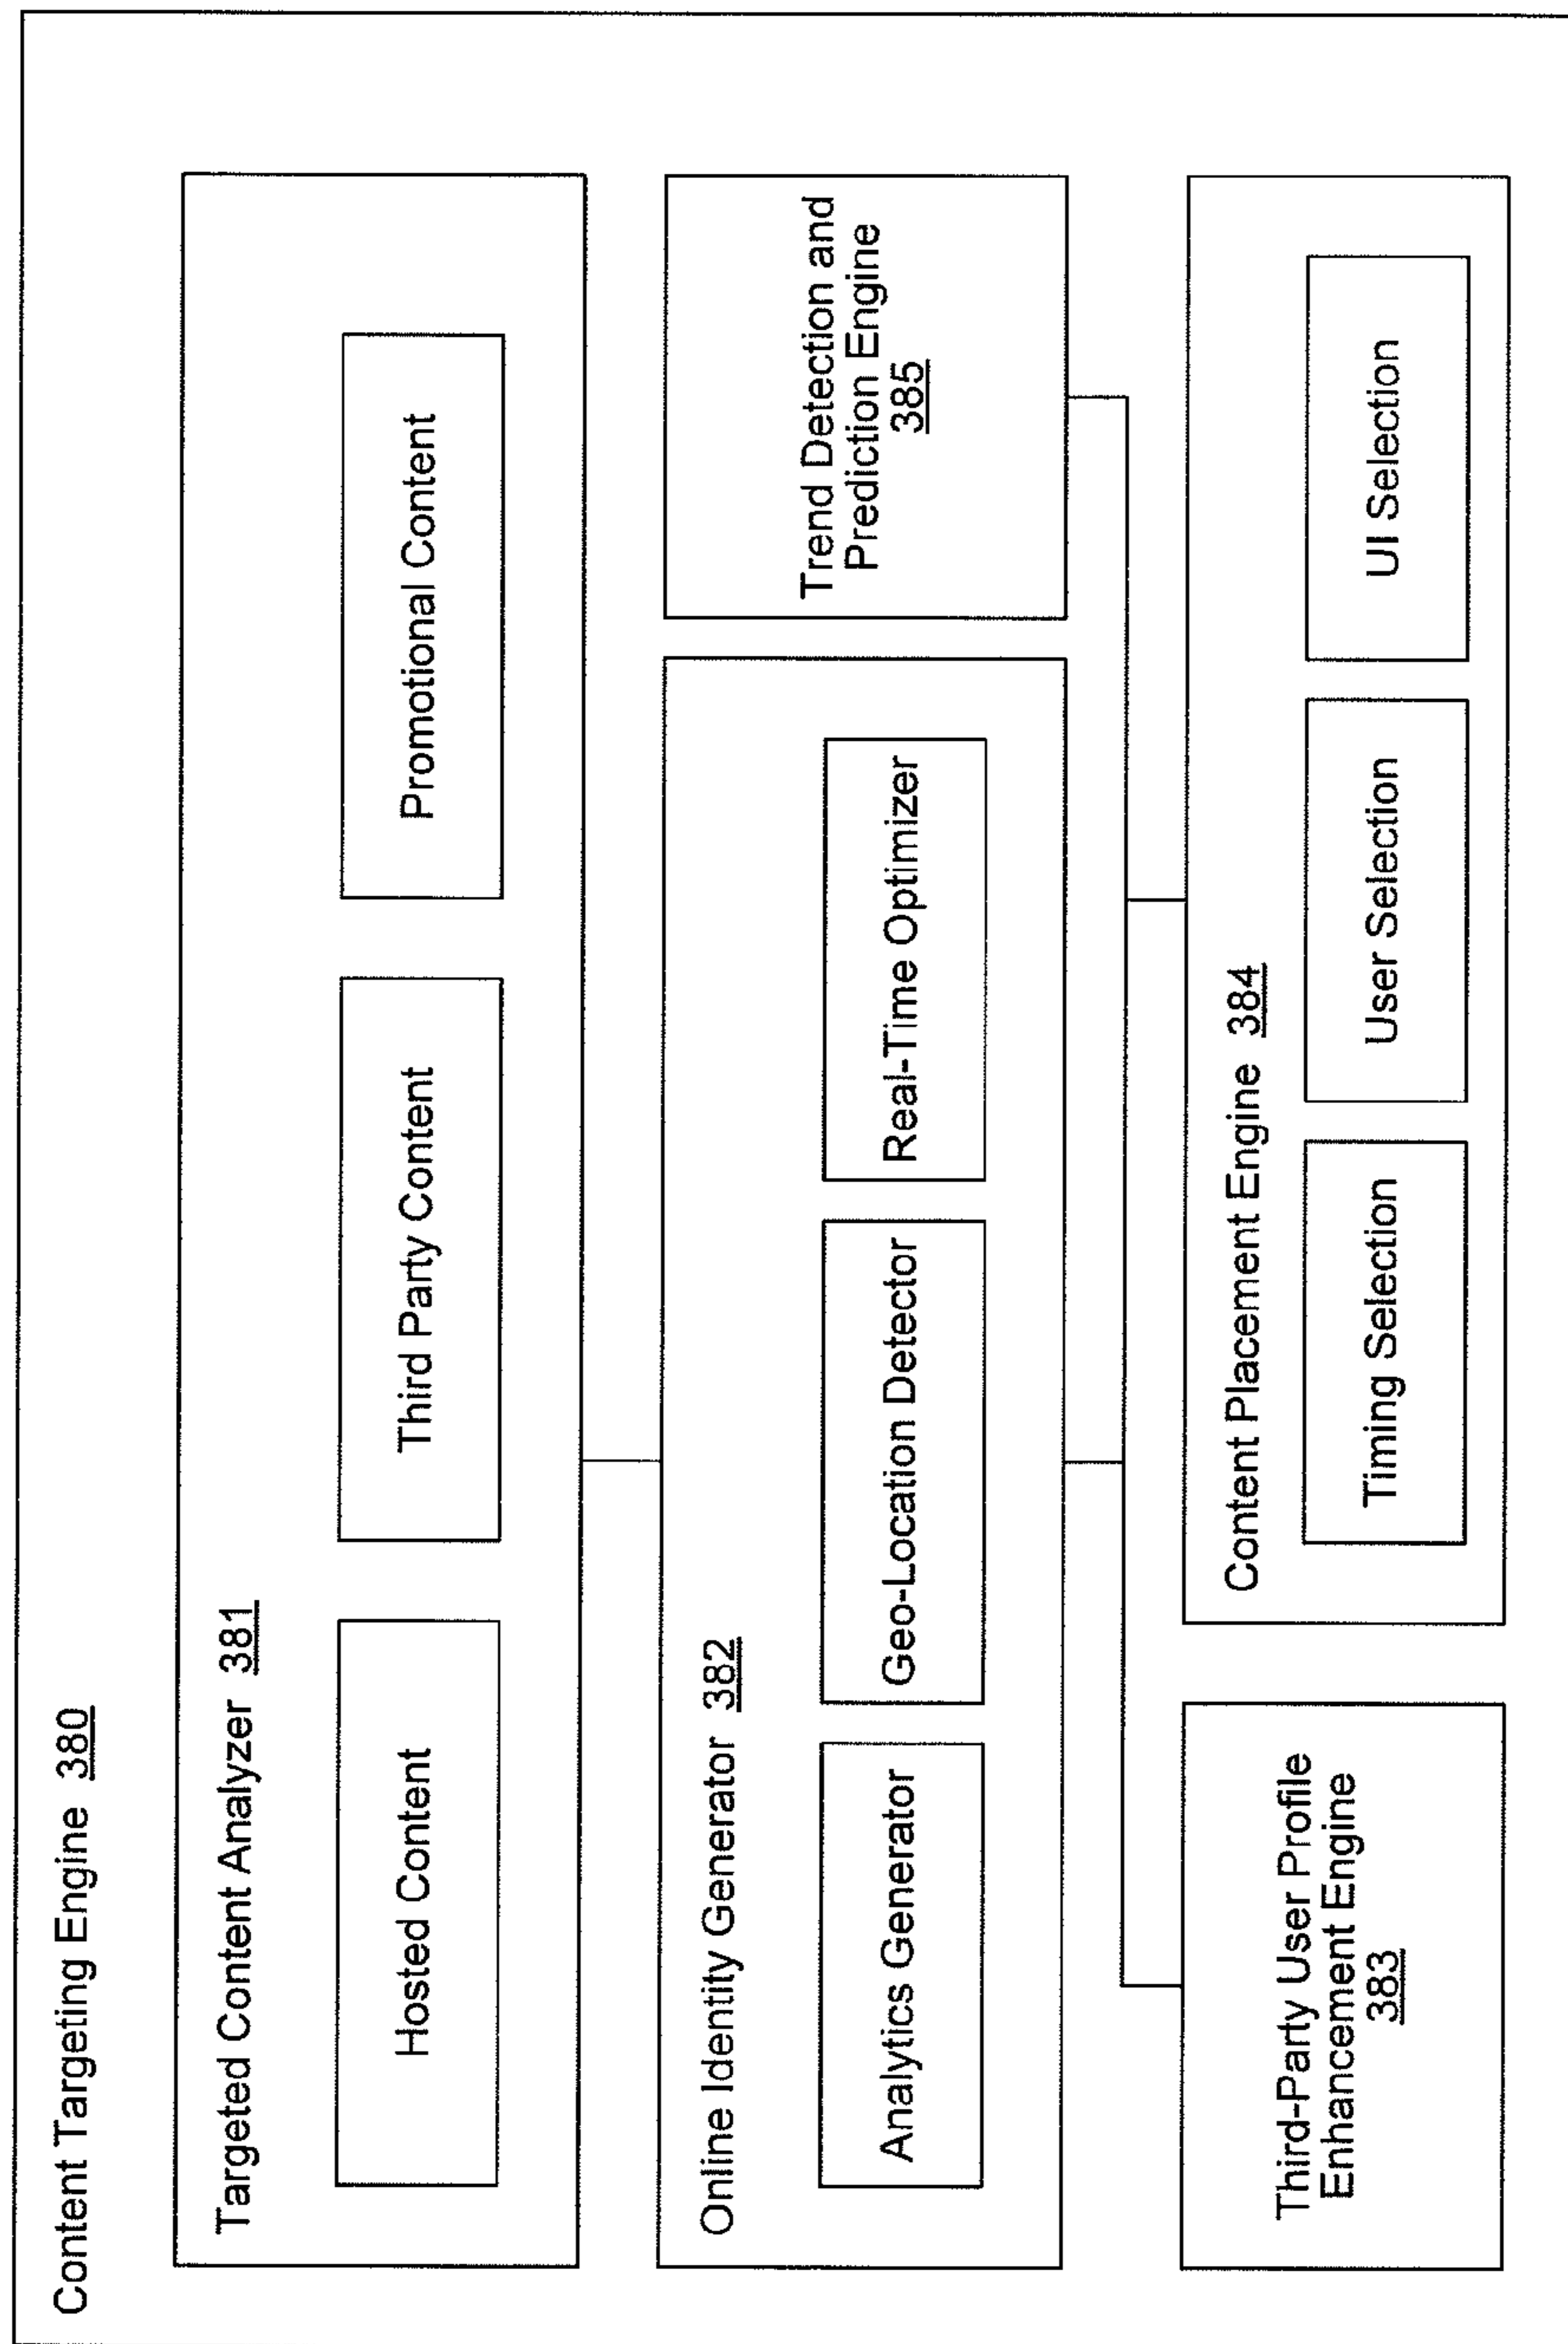 Content Targeting Engine 380
Targeted Content Analyzer 381
Hosted Content
Third Party Content
Promotional Content
Online Identity Generator 382
Analytics Generator
Geo-Location Detector
Real-Time Optimizer
Trend Detection and
Prediction Engine
385
Third-Party User Profile
Enhancement Engine
383
Content Placement Engine 384
Timing Selection
User Selection
UI Selection